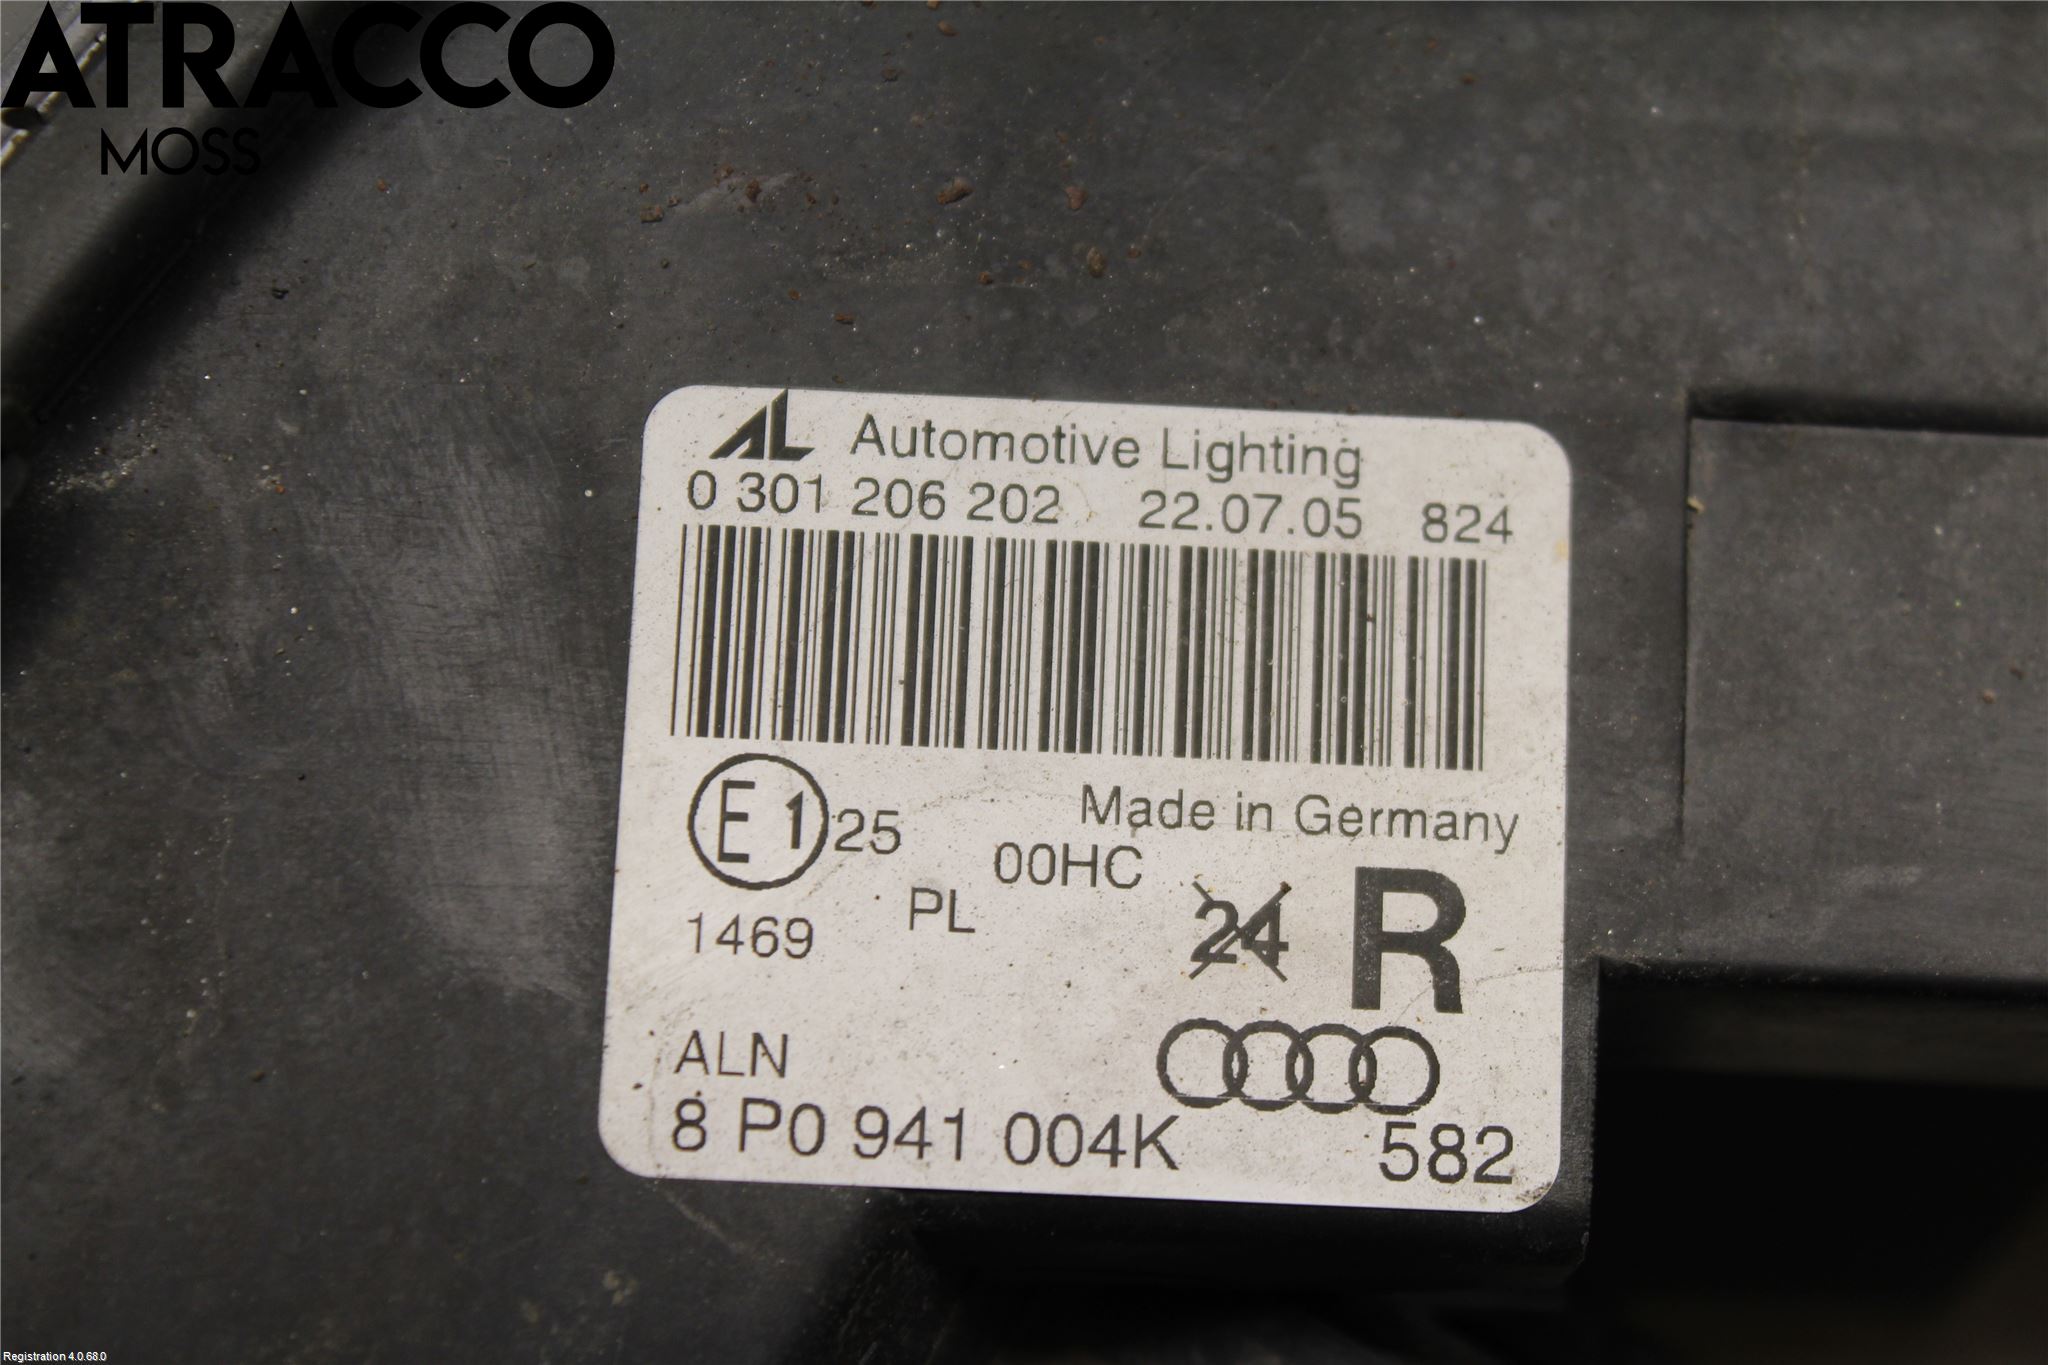 ATRACCO
MOSS
AL Automotive Lighting
0 301 206 202 22.07.05 824
Made in Germany
E1 25
00HC
PL
24 R
1469
ALN
8 P0 941 004K 582
Registration 4.0.68.0